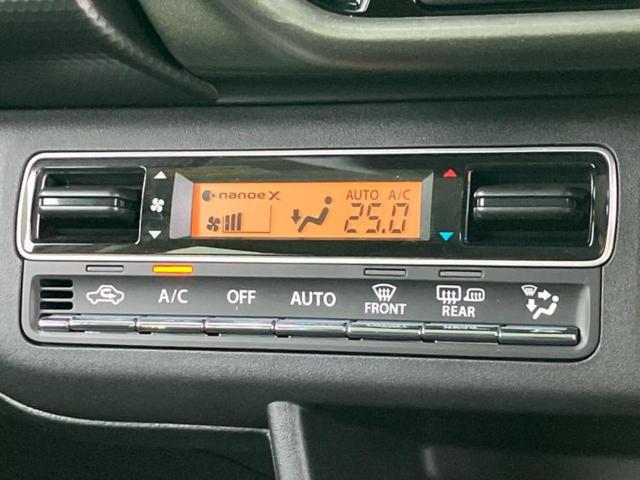 nanoeX AUTO A/C
25.0
A/C OFF AUTO FRONT REAR